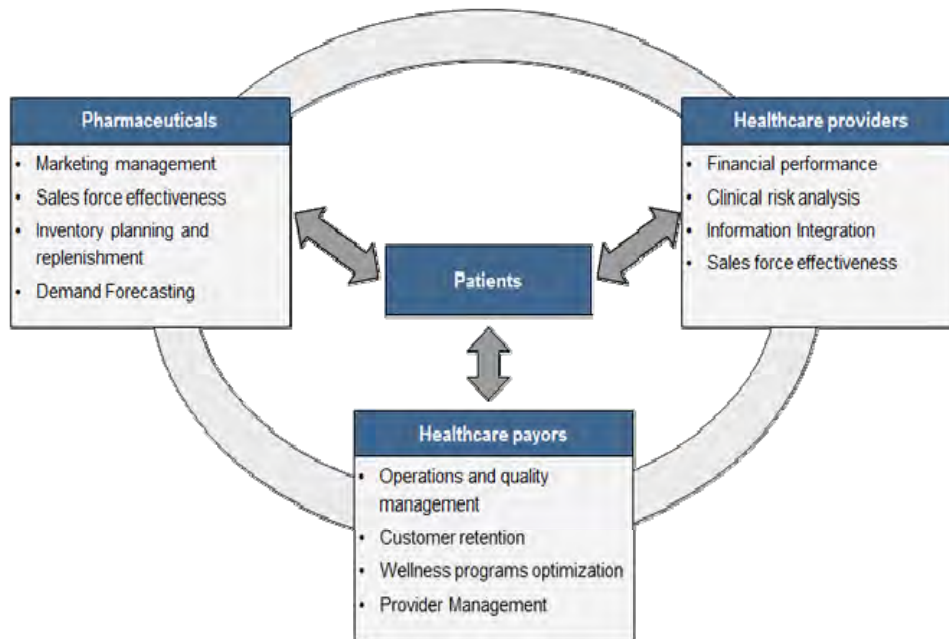 Pharmaceuticals
• Marketing management
• Sales force effectiveness
• Inventory planning and
replenishment
• Demand Forecasting
Healthcare providers
• Financial performance
• Clinical risk analysis
• Information Integration
• Sales force effectiveness
Patients
Healthcare payors
• Operations and quality
management
• Customer retention
• Wellness programs optimization
• Provider Management